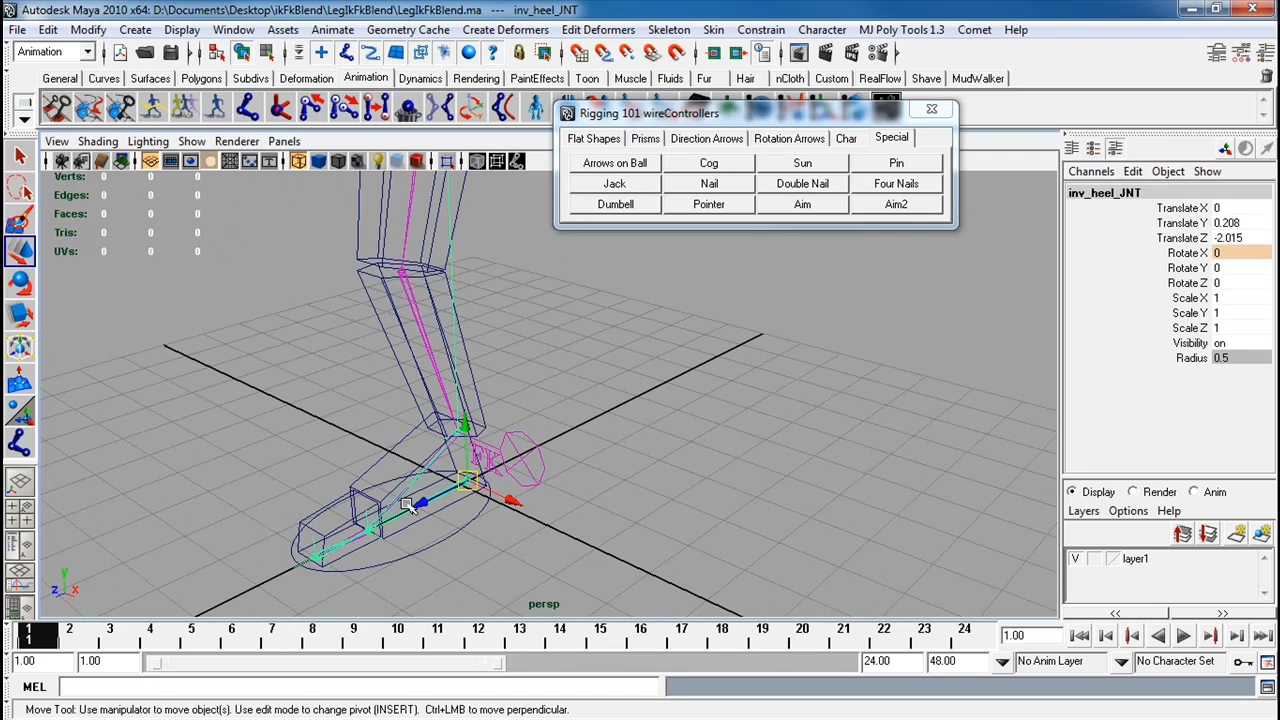 Autodesk Maya 2010 x64: D:\Documents\Desktop\ikFkBlend\LegIkFkBlend\LegIkFkBlend.ma --- inv_heel_JNT
File Edit Modify Create Display Window Assets Animate Geometry Cache Create Deformers Edit Deformers Skeleton Skin Constrain Character MJ Poly Tools 1.3 Comet Help
Animation
General Curves Surfaces Polygons Subdivs Deformation Animation Dynamics Rendering PaintEffects Toon Muscle Fluids Fur Hair nCloth Custom RealFlow Shave MudWalker
Rigging 101 wireControllers
Flat Shapes Prisms Direction Arrows Rotation Arrows Char Special
Arrows on Ball Cog Sun Pin
Jack Nail Double Nail Four Nails
Dumbell Pointer Aim Aim2
View Shading Lighting Show Renderer Panels
Verts: 0 0 0
Edges: 0 0 0
Faces: 0 0 0
Tris: 0 0 0
UVs: 0 0 0
FK
y
z x
persp
Channels Edit Object Show
inv_heel_JNT
Translate X 0
Translate Y 0.208
Translate Z -2.015
Rotate X 0
Rotate Y 0
Rotate Z 0
Scale X 1
Scale Y 1
Scale Z 1
Visibility on
Radius 0.5
Display Render Anim
Layers Options Help
V layer1
<< >>
1 2 3 4 5 6 7 8 9 10 11 12 13 14 15 16 17 18 19 20 21 22 23 24
1
1.00
1.00 1.00 24.00 48.00 No Anim Layer No Character Set
MEL
Move Tool: Use manipulator to move object(s). Use edit mode to change pivot (INSERT). Ctrl+LMB to move perpendicular.